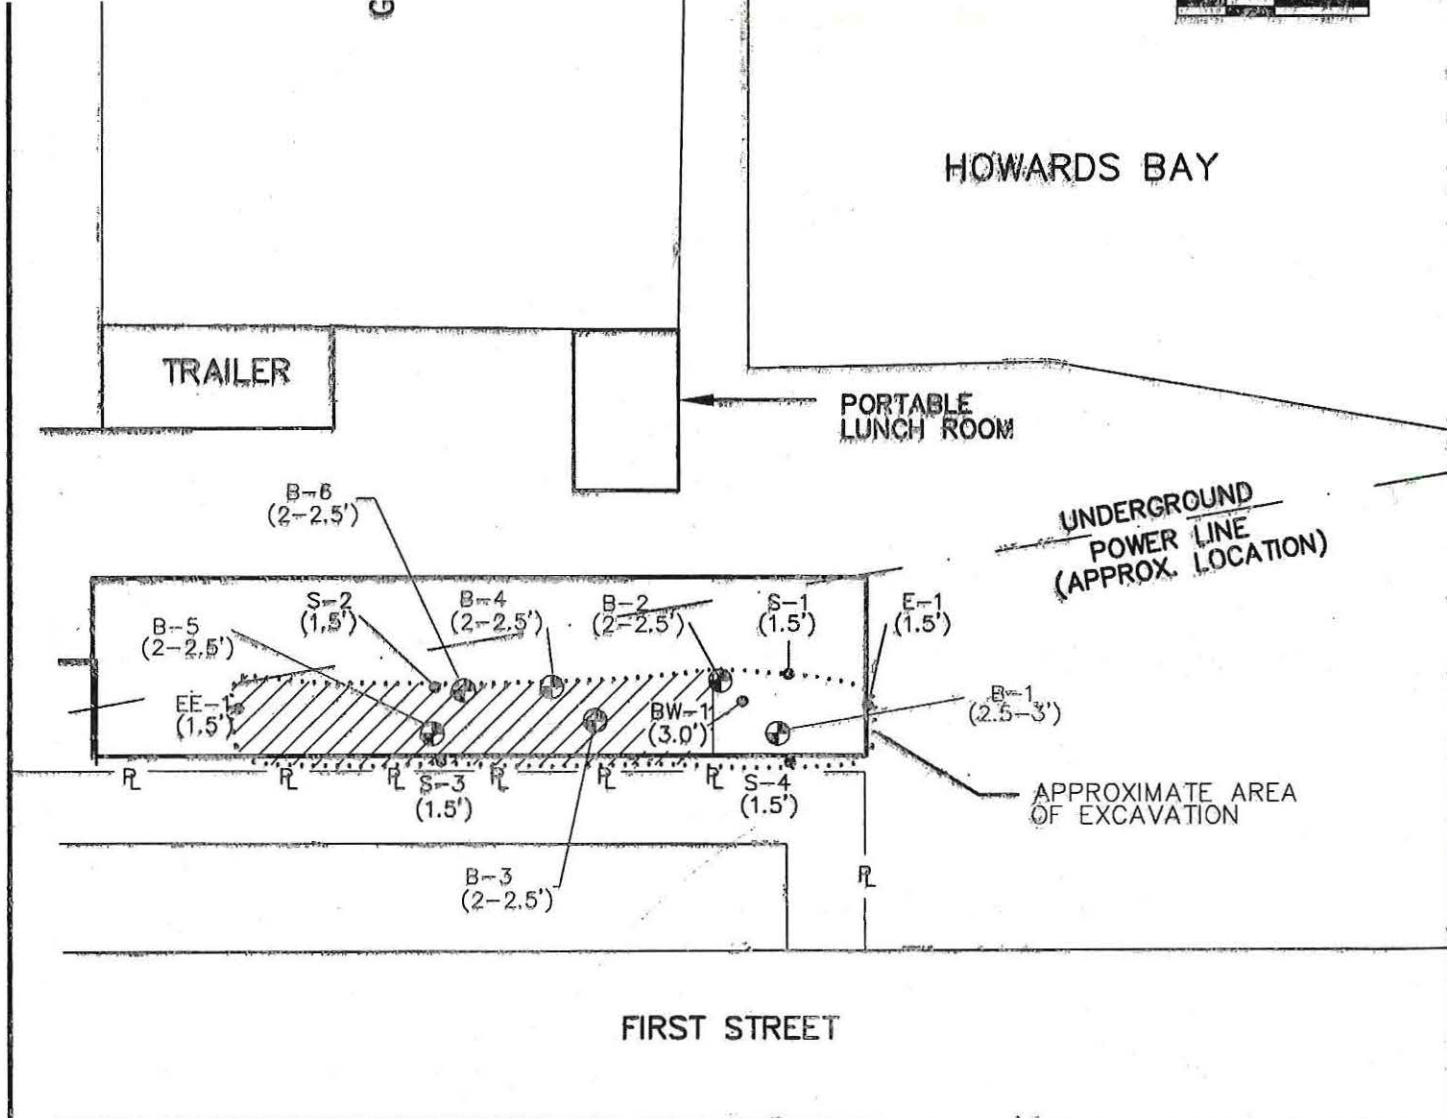 G
HOWARDS BAY
TRAILER
PORTABLE
LUNCH ROOM
B-6
(2-2.5')
UNDERGROUND
POWER LINE
(APPROX. LOCATION)
S-2
(1.5')
B-4
(2-2.5')
B-2
(2-2.5')
S-1
(1.5')
E-1
(1.5')
B-5
(2-2.5')
EE-1
(1.5')
BW-1
(3.0')
B-1
(2.5-3')
PL
PL
PL
PL
PL
PL
S-3
(1.5')
S-4
(1.5')
APPROXIMATE AREA
OF EXCAVATION
B-3
(2-2.5')
PL
FIRST STREET